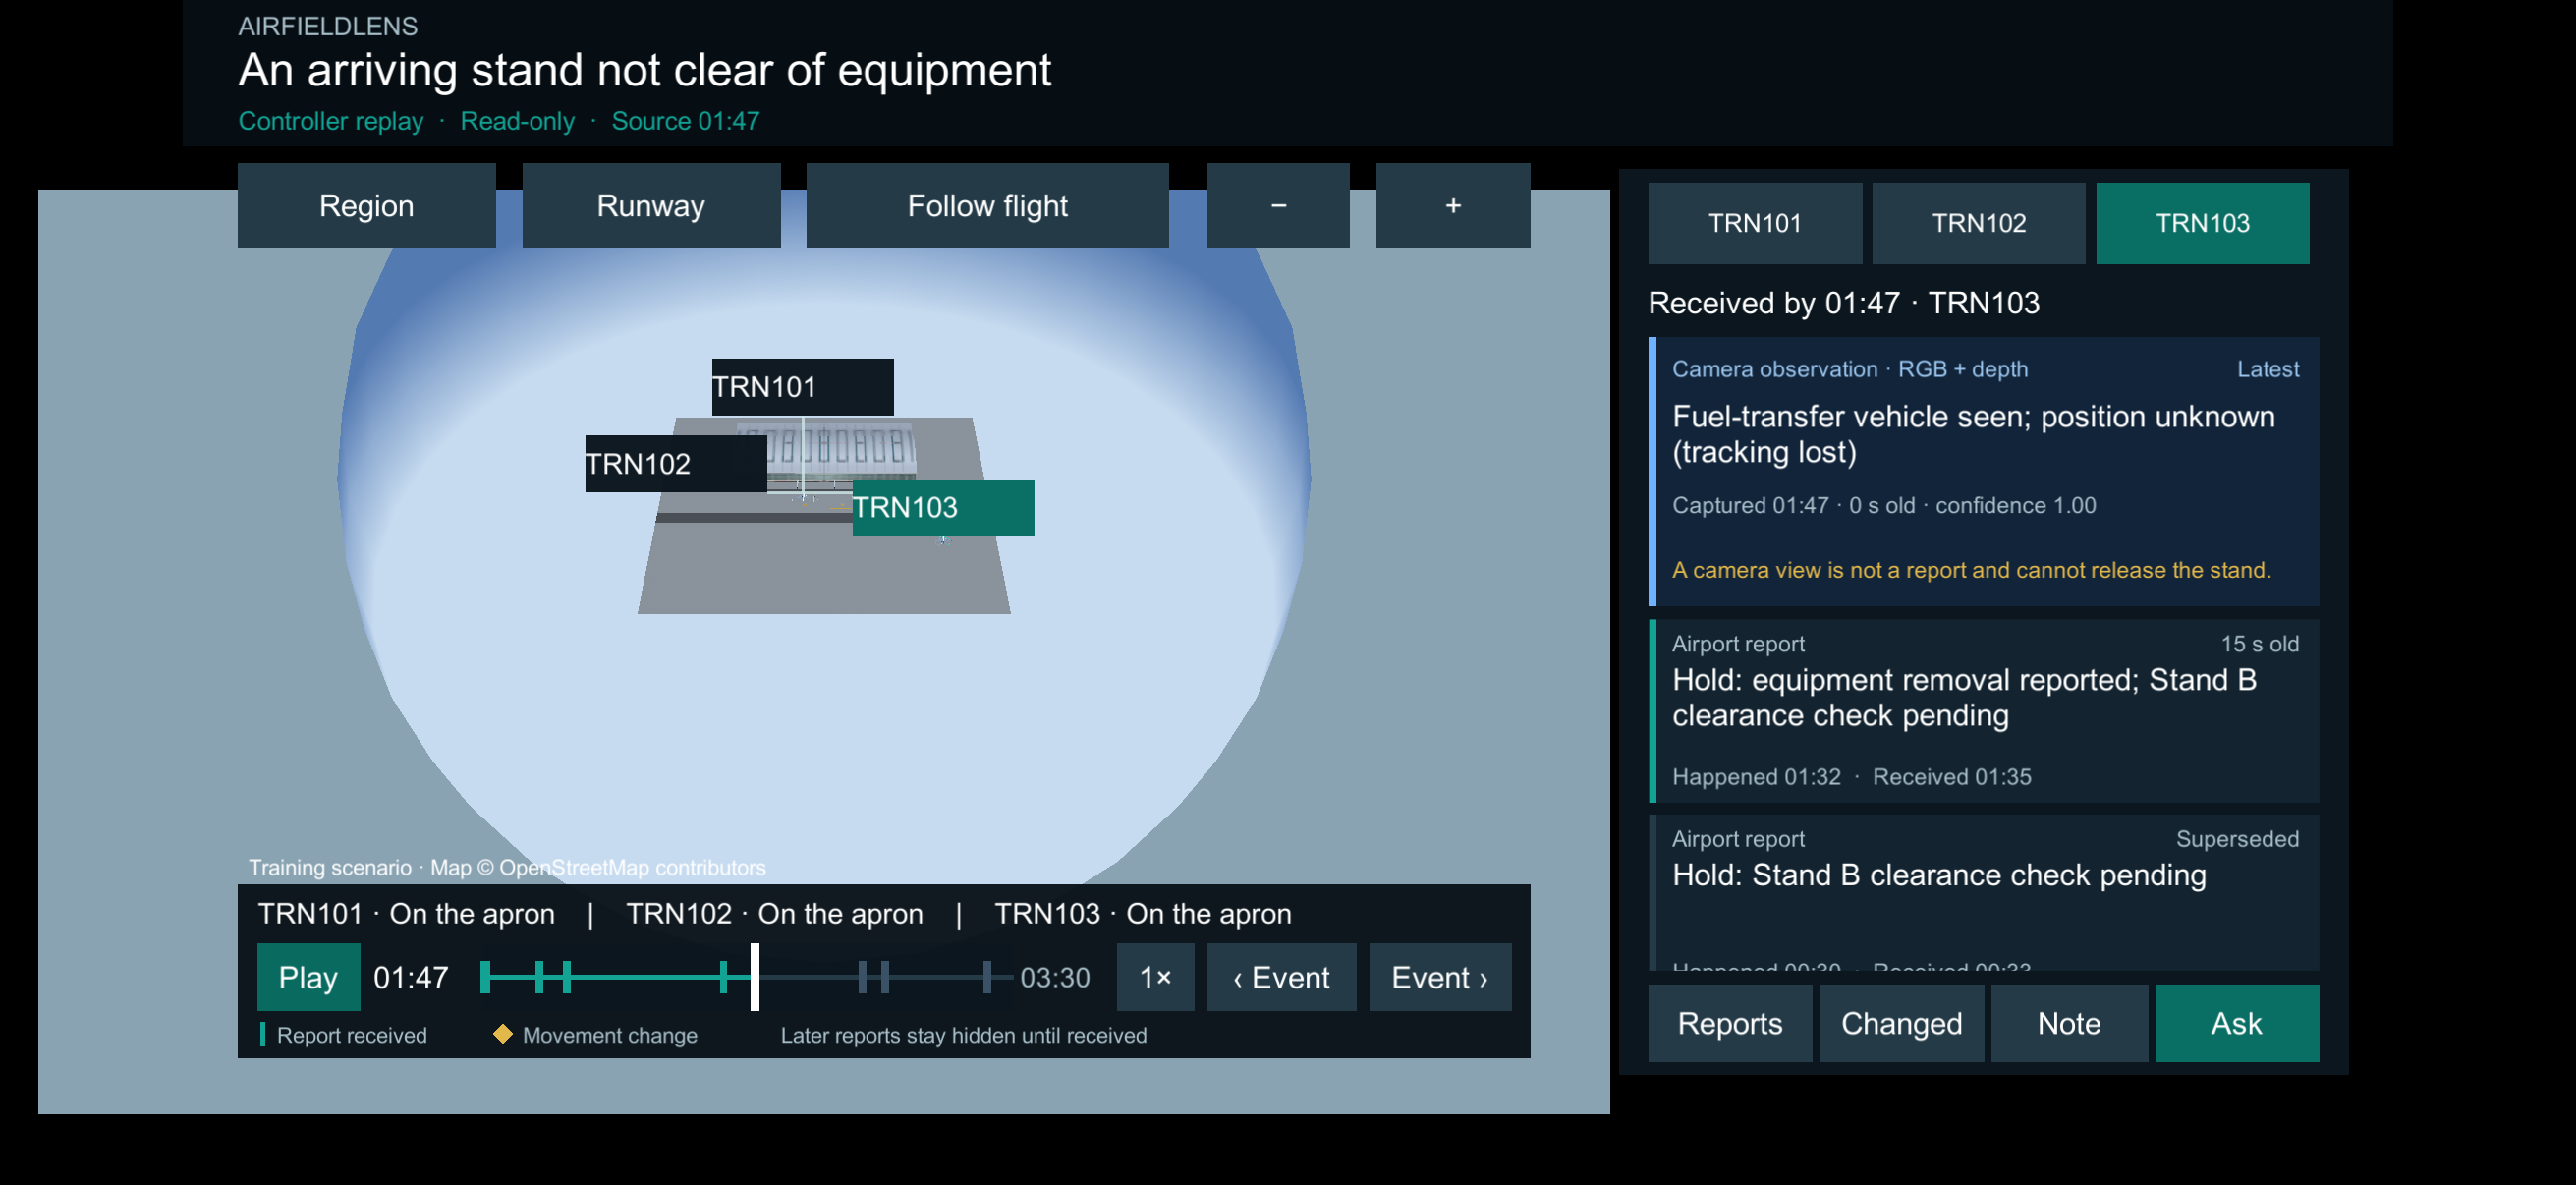 AIRFIELDLENS
An arriving stand not clear of equipment
Controller replay · Read-only · Source 01:47
Region
Runway
Follow flight
−
+
TRN101
TRN102
TRN103
Training scenario · Map © OpenStreetMap contributors
TRN101 · On the apron | TRN102 · On the apron | TRN103 · On the apron
Play
01:47
03:30
1×
‹ Event
Event ›
Report received
Movement change
Later reports stay hidden until received
TRN101
TRN102
TRN103
Received by 01:47 · TRN103
Camera observation · RGB + depth
Latest
Fuel-transfer vehicle seen; position unknown
(tracking lost)
Captured 01:47 · 0 s old · confidence 1.00
A camera view is not a report and cannot release the stand.
Airport report
15 s old
Hold: equipment removal reported; Stand B
clearance check pending
Happened 01:32 · Received 01:35
Airport report
Superseded
Hold: Stand B clearance check pending
Happened 00:30 · Received 00:33
Reports
Changed
Note
Ask